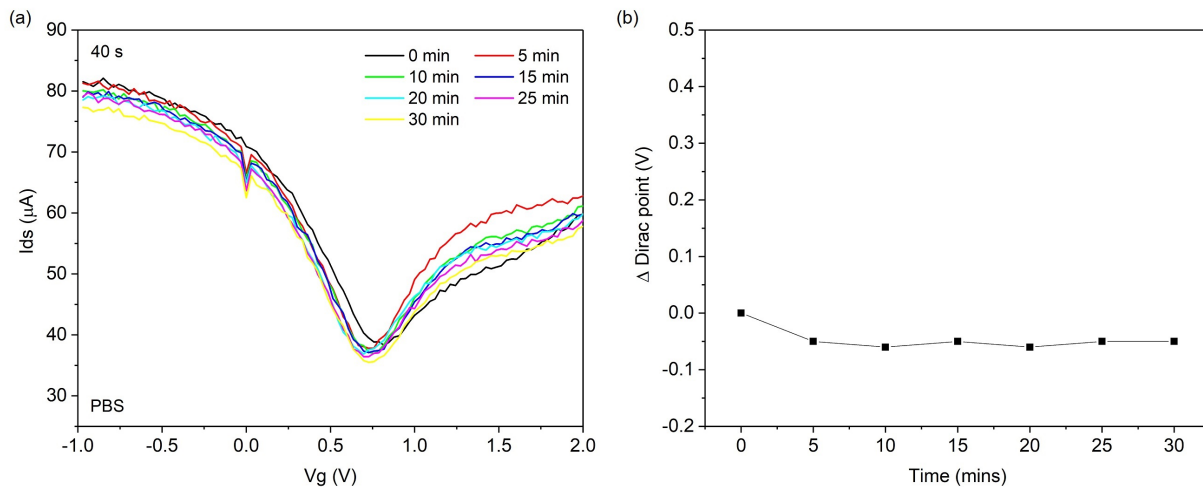 (a)
90
80
70
60
50
40
30
Ids (μA)
40 s
0 min 5 min
10 min 15 min
20 min 25 min
30 min
PBS
-1.0 -0.5 0.0 0.5 1.0 1.5 2.0
Vg (V)
(b)
0.5
0.4
0.3
0.2
0.1
0.0
-0.1
-0.2
Δ Dirac point (V)
0 5 10 15 20 25 30
Time (mins)